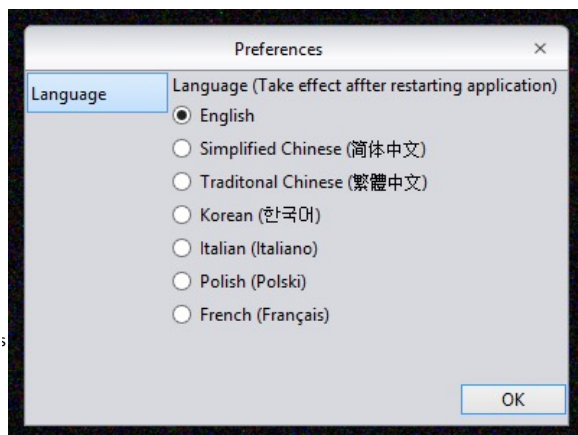 Preferences
Language
Language (Take effect affter restarting application)
English
Simplified Chinese (简体中文)
Traditonal Chinese (繁體中文)
Korean (한국어)
Italian (Italiano)
Polish (Polski)
French (Français)
s
OK